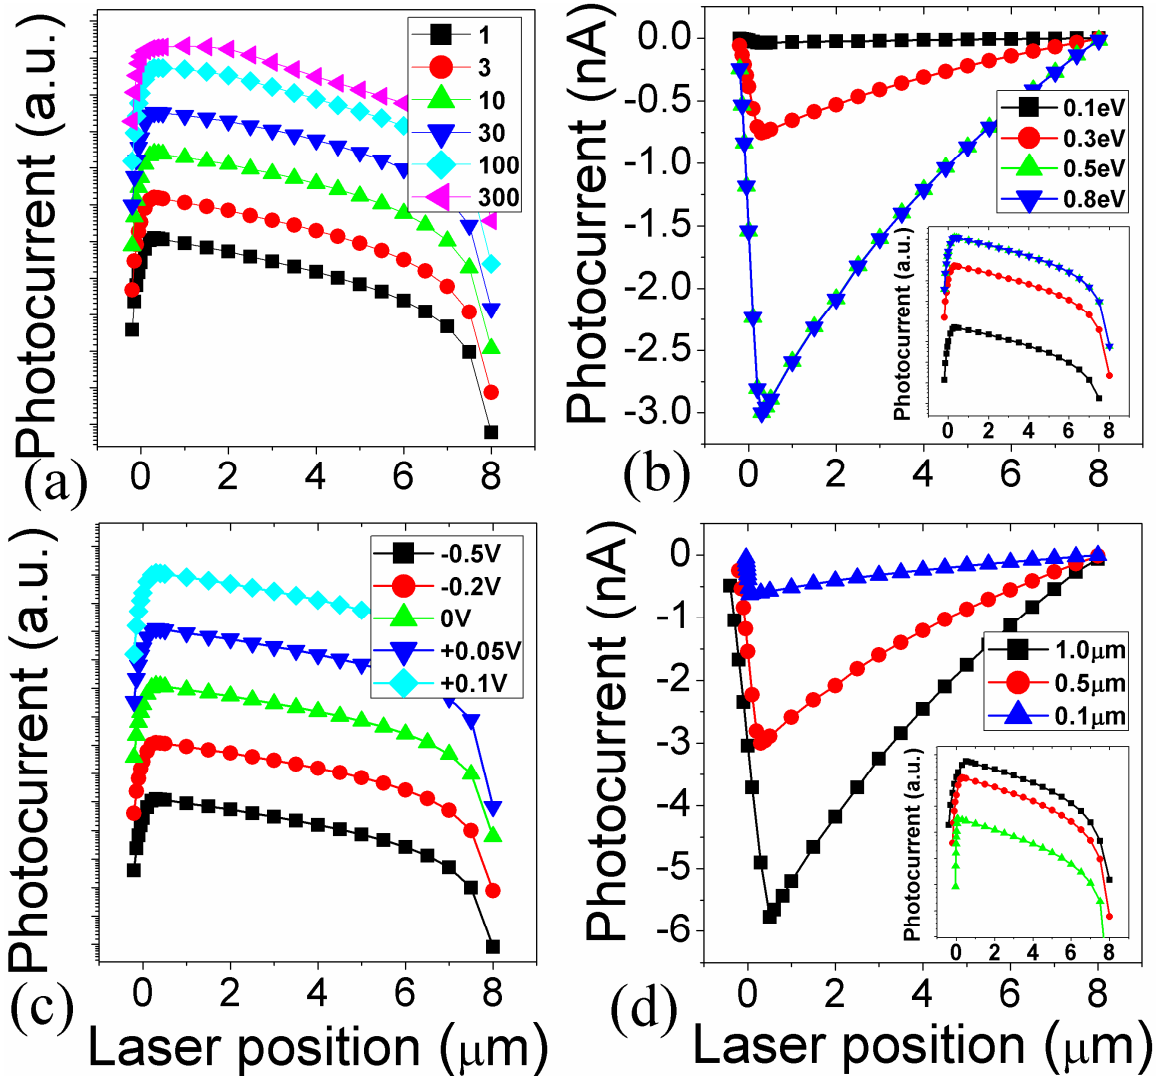 Photocurrent (a.u.)
1
3
10
30
100
300
0 2 4 6 8
(a)
Photocurrent (nA)
0.0
-0.5
-1.0
-1.5
-2.0
-2.5
-3.0
0.1eV
0.3eV
0.5eV
0.8eV
Photocurrent (a.u.)
0 2 4 6 8
0 2 4 6 8
(b)
Photocurrent (a.u.)
-0.5V
-0.2V
0V
+0.05V
+0.1V
0 2 4 6 8
(c)
Laser position (μm)
Photocurrent (nA)
0
-1
-2
-3
-4
-5
-6
1.0μm
0.5μm
0.1μm
Photocurrent (a.u.)
0 2 4 6 8
0 2 4 6 8
(d)
Laser position (μm)